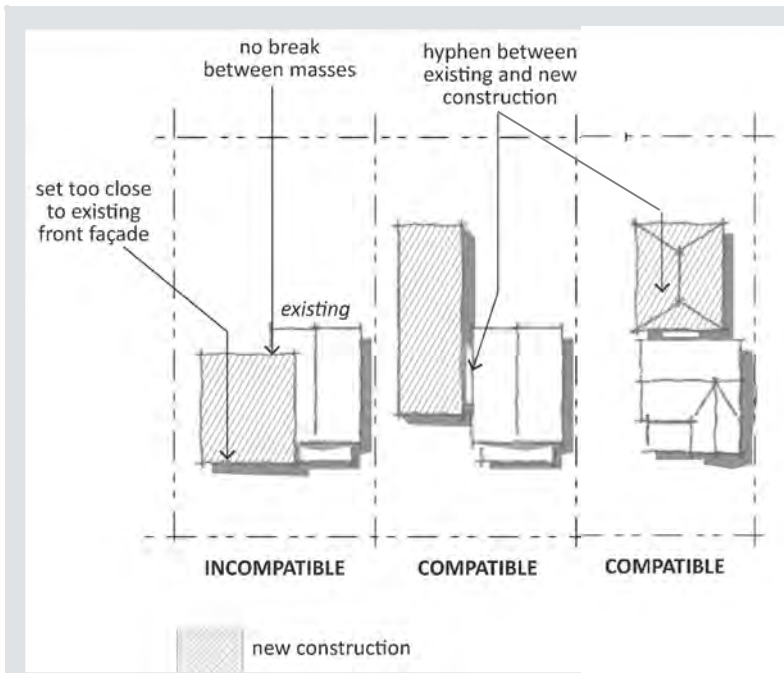 no break
between masses
hyphen between
existing and new
construction
set too close
to existing
front façade
existing
INCOMPATIBLE
COMPATIBLE
COMPATIBLE
new construction